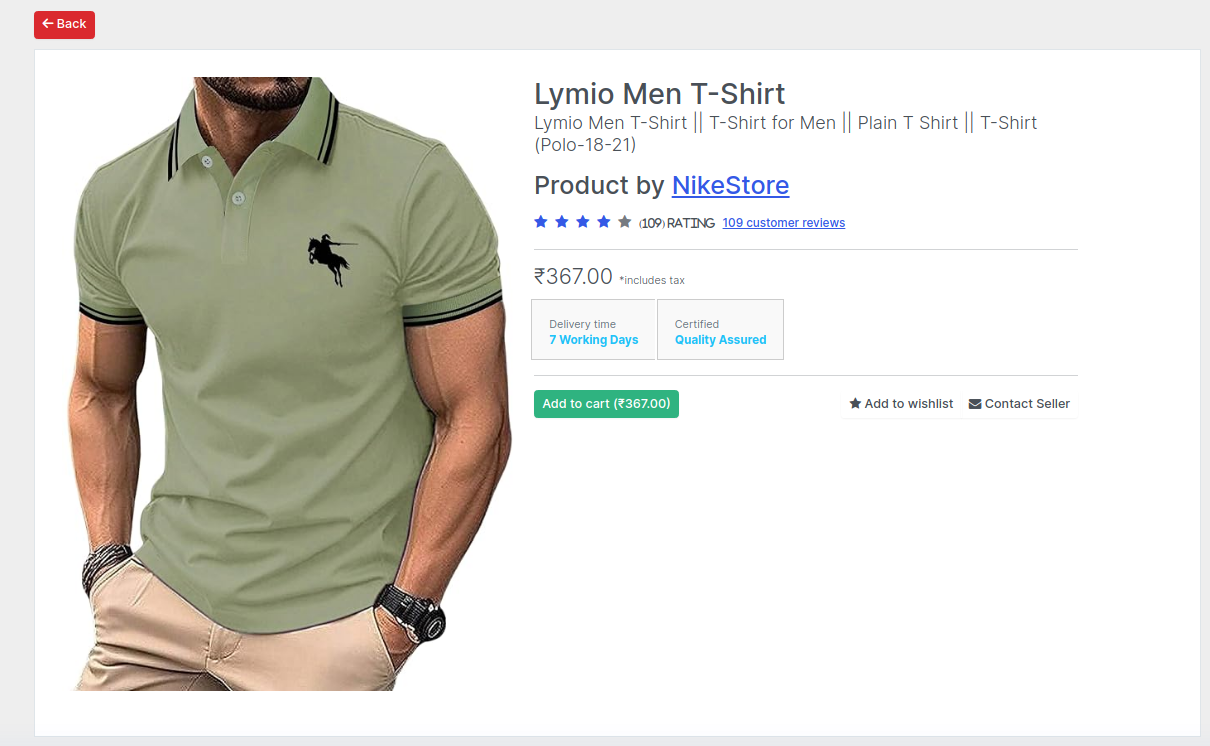 Back
Lymio Men T-Shirt
Lymio Men T-Shirt || T-Shirt for Men || Plain T Shirt || T-Shirt
(Polo-18-21)
Product by NikeStore
(109) RATING 109 customer reviews
₹367.00 *includes tax
Delivery time
7 Working Days
Certified
Quality Assured
Add to cart (₹367.00)
Add to wishlist
Contact Seller